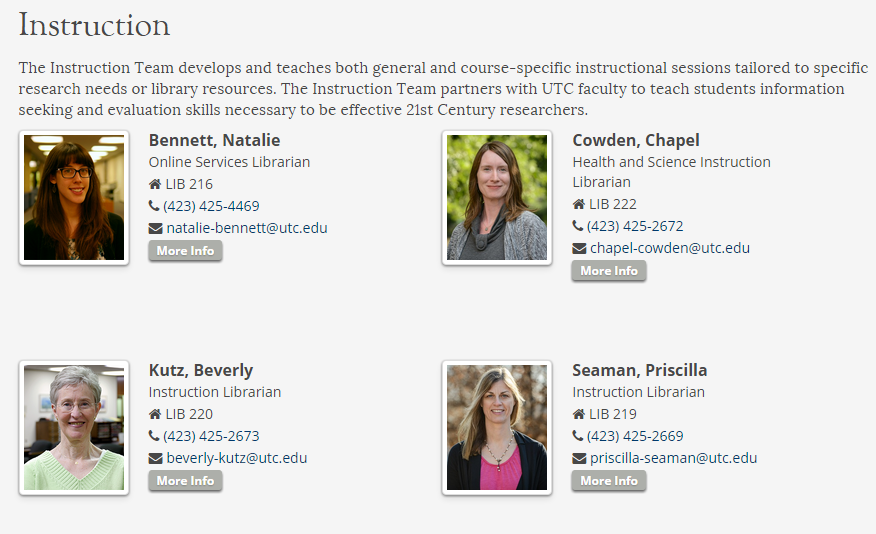 Instruction
The Instruction Team develops and teaches both general and course-specific instructional sessions tailored to specific
research needs or library resources. The Instruction Team partners with UTC faculty to teach students information
seeking and evaluation skills necessary to be effective 21st Century researchers.
Bennett, Natalie
Online Services Librarian
LIB 216
(423) 425-4469
natalie-bennett@utc.edu
More Info
Cowden, Chapel
Health and Science Instruction
Librarian
LIB 222
(423) 425-2672
chapel-cowden@utc.edu
More Info
Kutz, Beverly
Instruction Librarian
LIB 220
(423) 425-2673
beverly-kutz@utc.edu
More Info
Seaman, Priscilla
Instruction Librarian
LIB 219
(423) 425-2669
priscilla-seaman@utc.edu
More Info